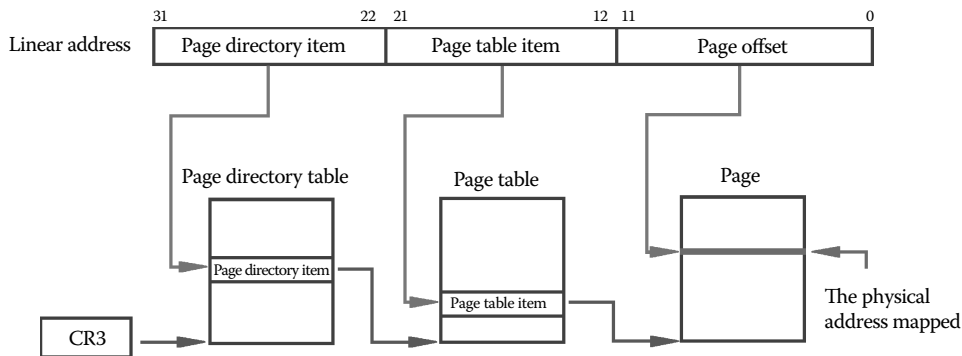 31 22 21 12 11 0
Linear address Page directory item Page table item Page offset
Page directory table
Page table
Page
Page directory item
Page table item
The physical
address mapped
CR3